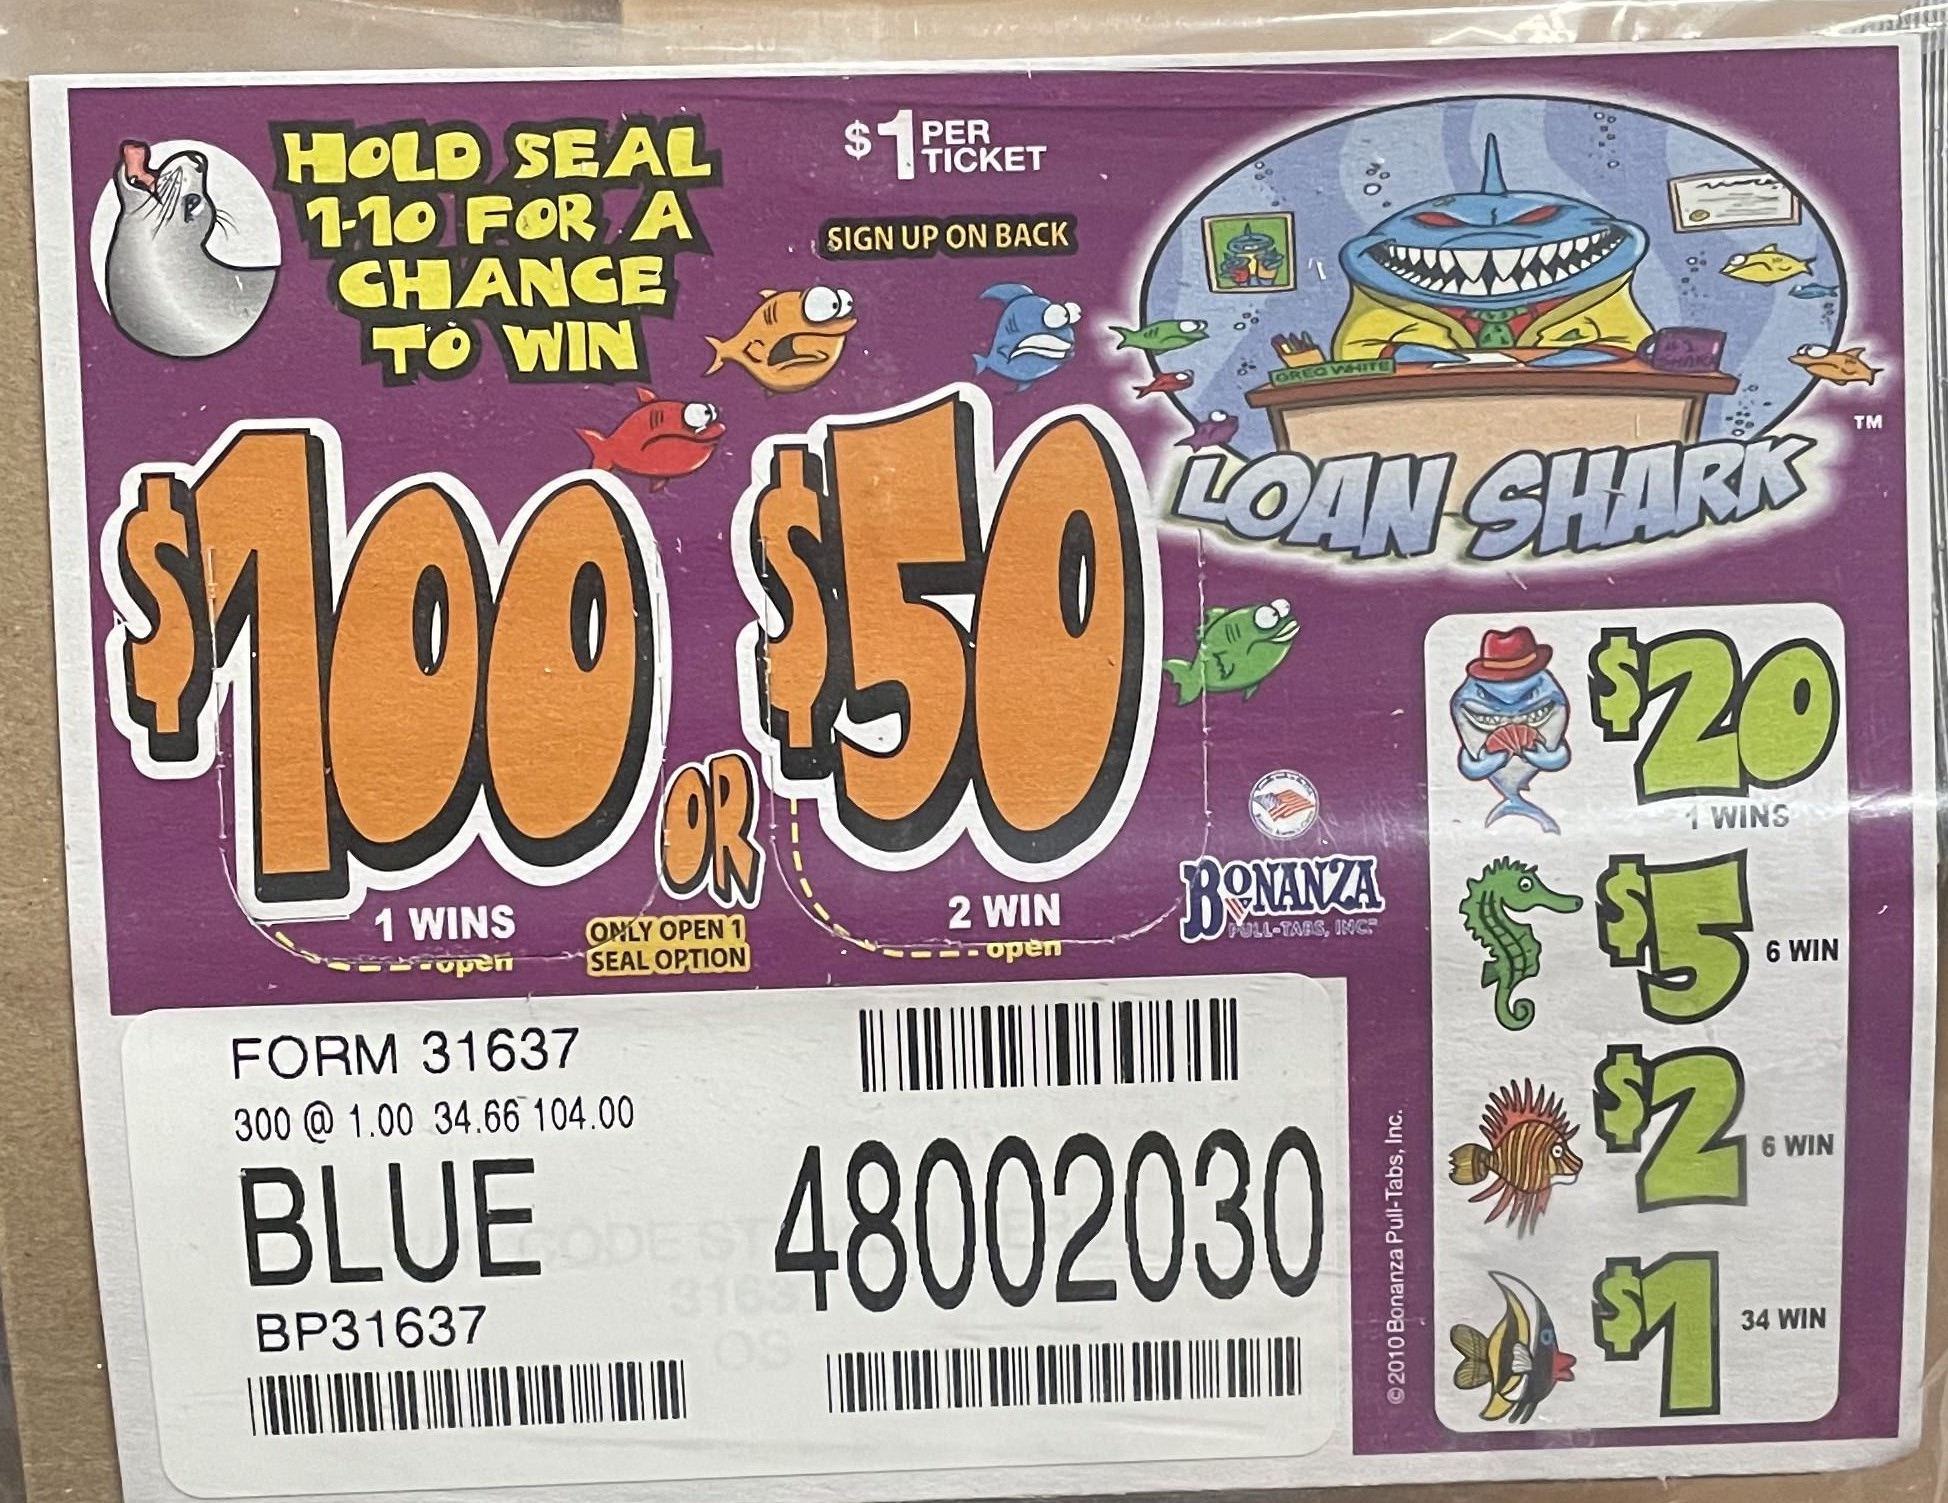 HOLD SEAL
1-10 FOR A
CHANCE
TO WIN
$1 PER
TICKET
SIGN UP ON BACK
GREG WHITE
LOAN SHARK
TM
$100
OR
$50
1 WINS
ONLY OPEN 1
SEAL OPTION
open
2 WIN
open
BONANZA
PULL-TABS, INC.
$20
1 WINS
$5
6 WIN
$2
6 WIN
$1
34 WIN
FORM 31637
300 @ 1.00 34.66 104.00
BLUE
BP31637
48002030
©2010 Bonanza Pull-Tabs, Inc.